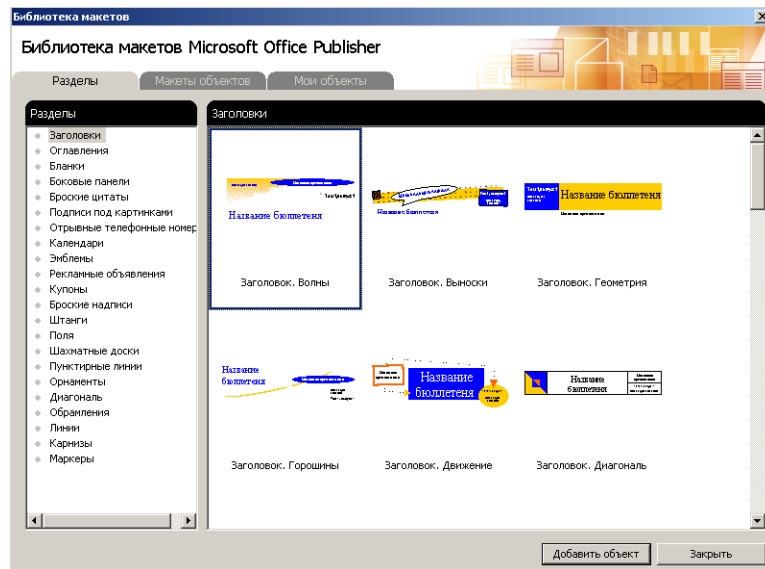 Библиотека макетов
Библиотека макетов Microsoft Office Publisher
Разделы
Макеты объектов
Мои объекты
Разделы
Заголовки
Оглавления
Бланки
Боковые панели
Броские цитаты
Подписи под картинками
Отрывные телефонные номер
Календари
Эмблемы
Рекламные объявления
Купоны
Броские надписи
Штанги
Поля
Шахматные доски
Пунктирные линии
Орнаменты
Диагональ
Обрамления
Линии
Карнизы
Маркеры
Заголовки
Название бюллетеня
Название бюллетеня
Название бюллетеня
Заголовок. Волны
Заголовок. Выноски
Заголовок. Геометрия
Название
бюллетеня
Название
бюллетеня
Название
бюллетеня
Заголовок. Горошины
Заголовок. Движение
Заголовок. Диагональ
Добавить объект
Закрыть